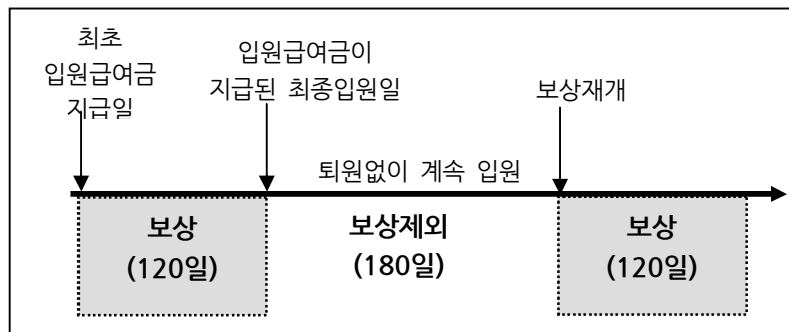 최초
입원급여금
지급일
입원급여금이
지급된 최종입원일
보상재개
퇴원없이 계속 입원
보상
(120일)
보상제외
(180일)
보상
(120일)